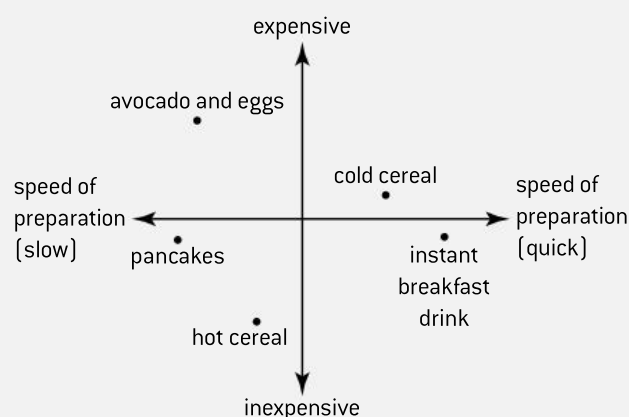 expensive
avocado and eggs
cold cereal
speed of
preparation
(slow)
speed of
preparation
(quick)
pancakes
instant
breakfast
drink
hot cereal
inexpensive